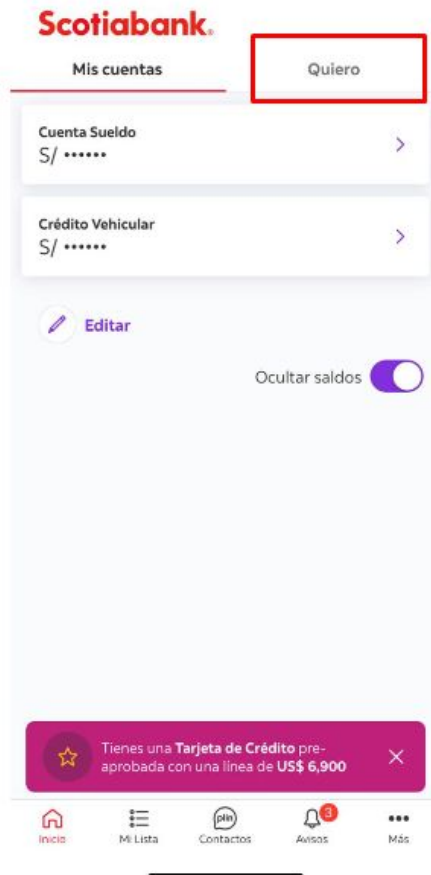 Scotiabank.
Mis cuentas
Quiero
Cuenta Sueldo
S/ ••••••
Crédito Vehicular
S/ ••••••
Editar
Ocultar saldos
Tienes una Tarjeta de Crédito pre-
aprobada con una línea de US$ 6,900
3
Inicio
Mi Lista
plin
Contactos
Avisos
Más